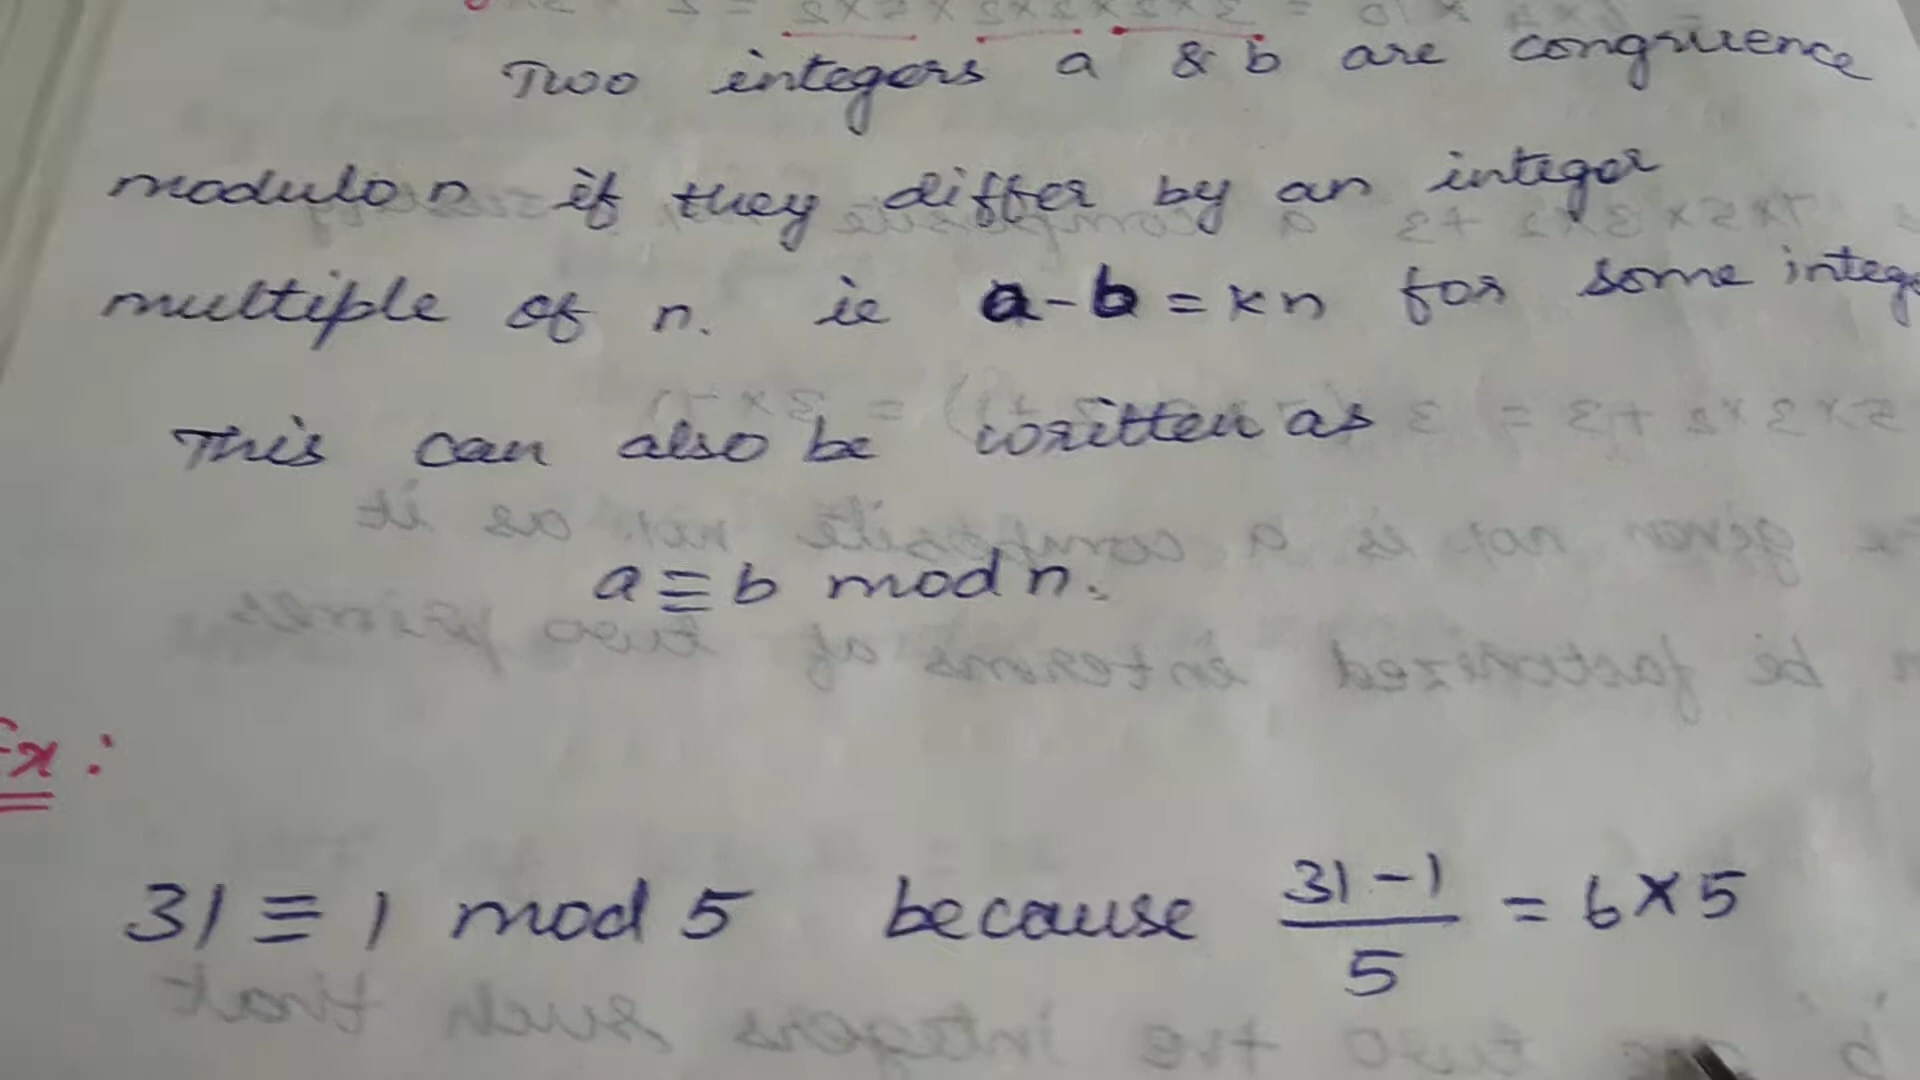 Two integers a & b are congruence
modulo n if they differ by an integer
multiple of n. ie a-b = kn for some integ
This can also be written as
a ≡ b mod n.
Ex:
31 ≡ 1 mod 5 because \frac{31-1}{5} = 6×5